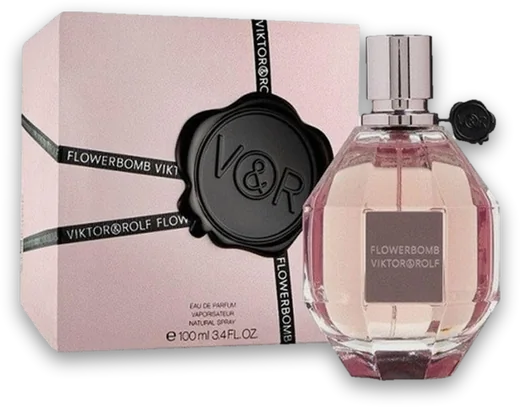 VIKTOR&ROLF
V&R
FLOWERBOMB VIKT
VIKTOR&ROLF FLOW
FLOWERBOMB
EAU DE PARFUM
VAPORISATEUR
NATURAL SPRAY
e 100 ml 3.4 FL.OZ.
FLOWERBOMB
VIKTOR&ROLF